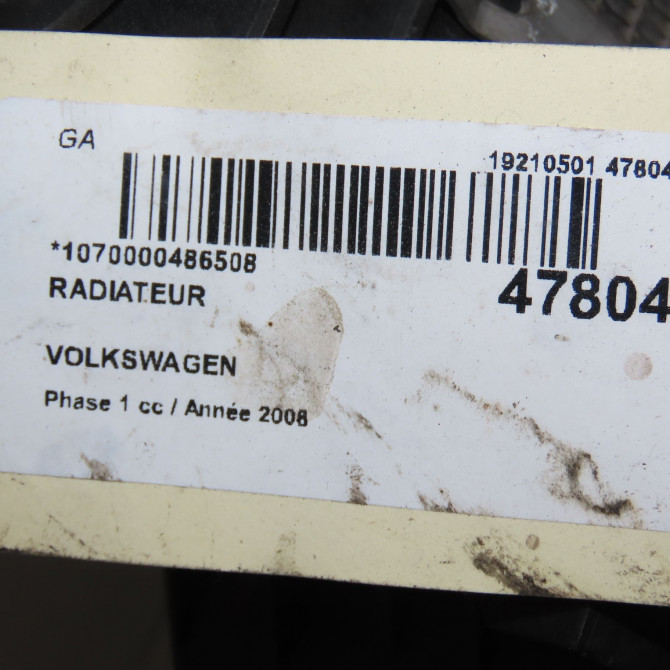 GA
19210501 47804
*1070000486508
47804
RADIATEUR
VOLKSWAGEN
Phase 1 cc / Année 2008